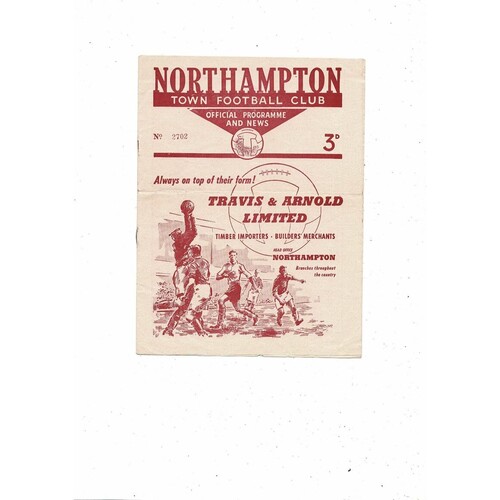 NORTHAMPTON
TOWN FOOTBALL CLUB
OFFICIAL PROGRAMME
AND NEWS
No 2702
3D
Always on top of their form!
TRAVIS & ARNOLD
LIMITED
TIMBER IMPORTERS · BUILDERS' MERCHANTS
HEAD OFFICE
NORTHAMPTON
Branches throughout
the country